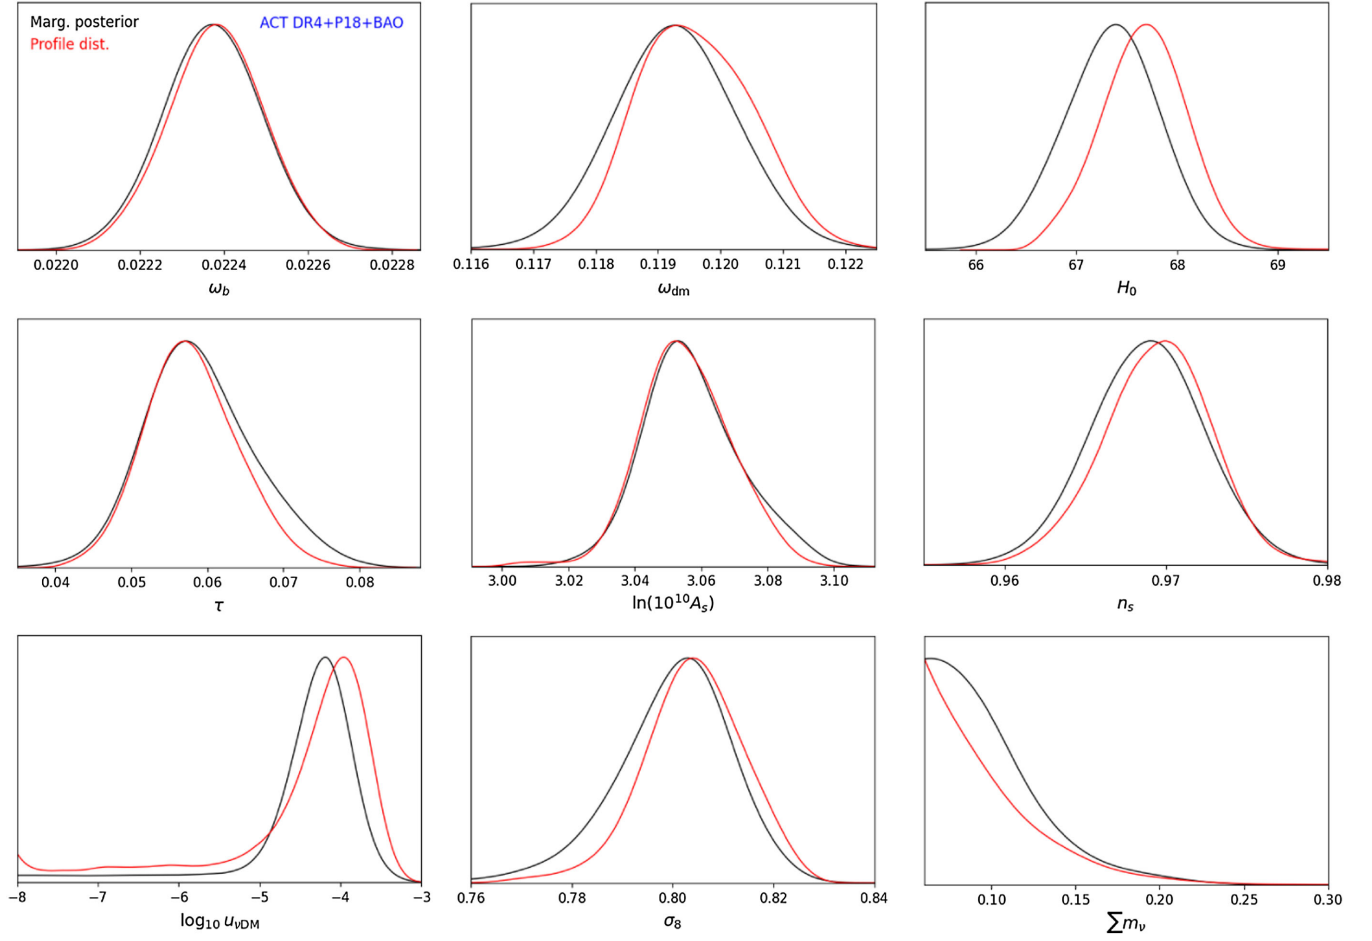 Marg. posterior
Profile dist.
ACT DR4+P18+BAO
0.0220 0.0222 0.0224 0.0226 0.0228
ω_b
0.116 0.117 0.118 0.119 0.120 0.121 0.122
ω_dm
66 67 68 69
H_0
0.04 0.05 0.06 0.07 0.08
τ
3.00 3.02 3.04 3.06 3.08 3.10
ln(10^10 A_s)
0.96 0.97 0.98
n_s
−8 −7 −6 −5 −4 −3
log_10 u_νDM
0.76 0.78 0.80 0.82 0.84
σ_8
0.10 0.15 0.20 0.25 0.30
∑m_ν